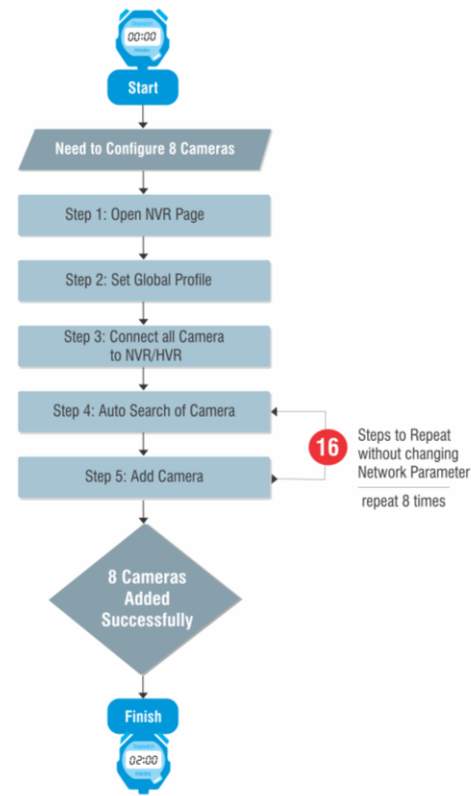 00:00
Start
Need to Configure 8 Cameras
Step 1: Open NVR Page
Step 2: Set Global Profile
Step 3: Connect all Camera
to NVR/HVR
Step 4: Auto Search of Camera
Step 5: Add Camera
16
Steps to Repeat
without changing
Network Parameter
repeat 8 times
8 Cameras
Added
Successfully
Finish
02:00